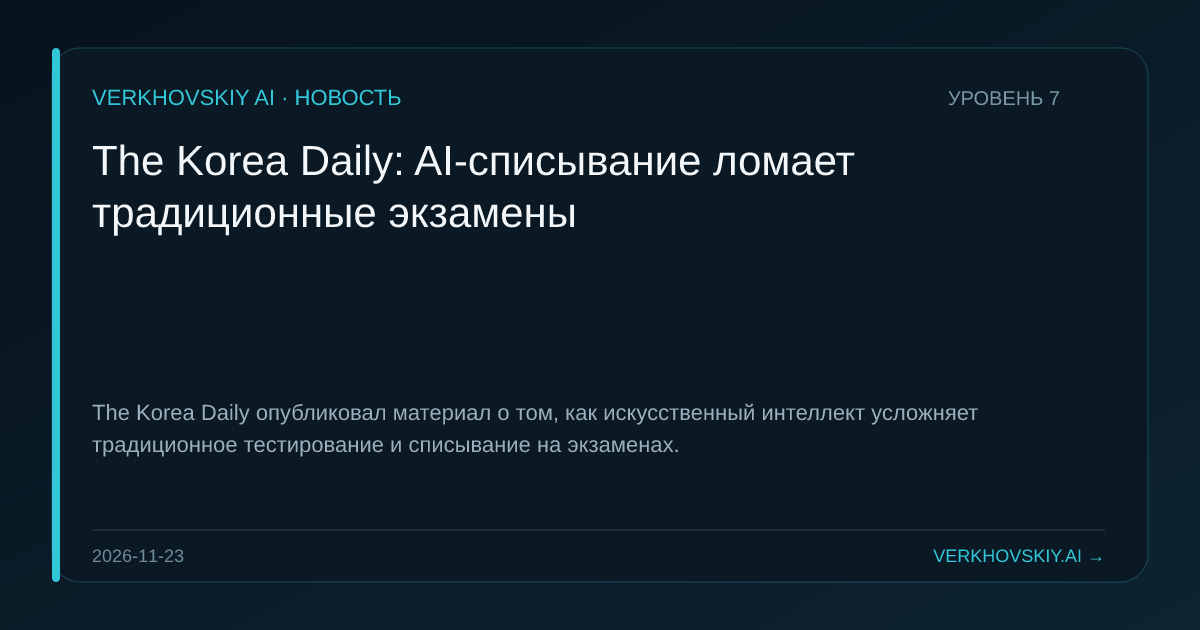 VERKHOVSKIY AI · НОВОСТЬ
УРОВЕНЬ 7
The Korea Daily: AI-списывание ломает
традиционные экзамены
The Korea Daily опубликовал материал о том, как искусственный интеллект усложняет
традиционное тестирование и списывание на экзаменах.
2026-11-23
VERKHOVSKIY.AI →